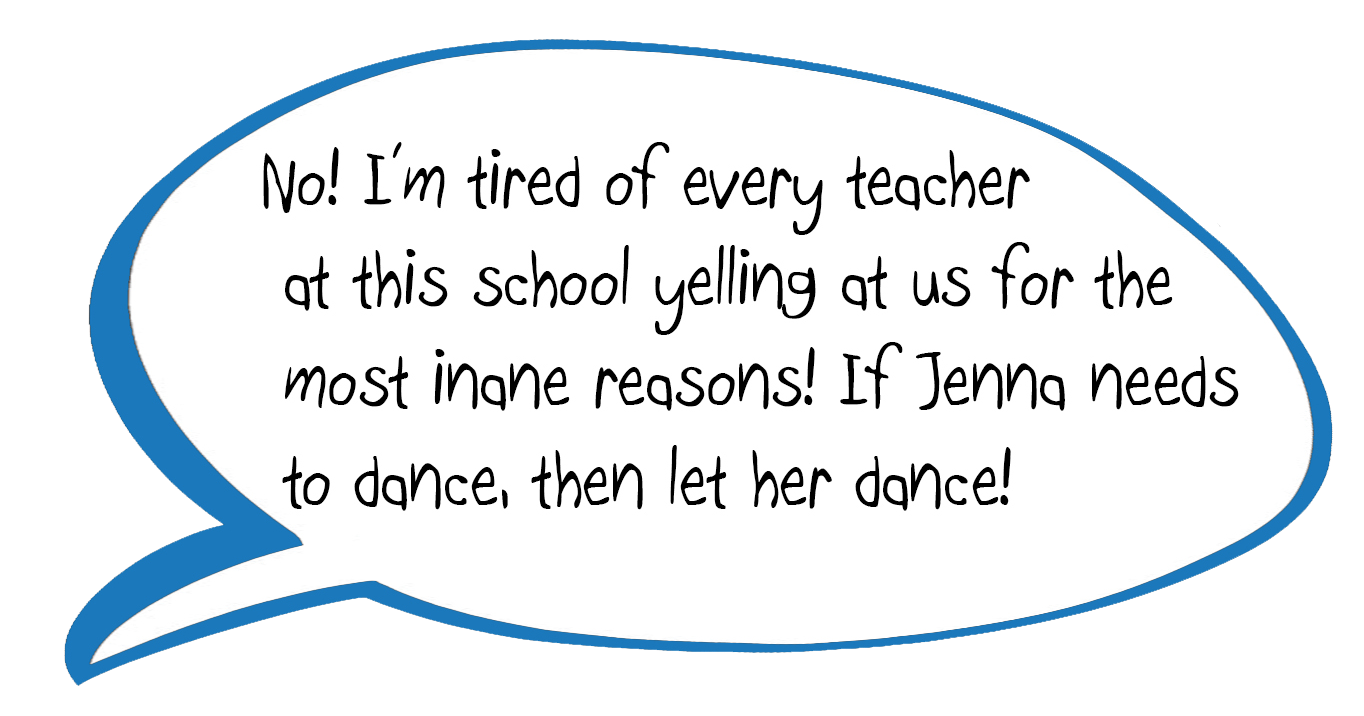 No! I'm tired of every teacher
at this school yelling at us for the
most inane reasons! If Jenna needs
to dance, then let her dance!